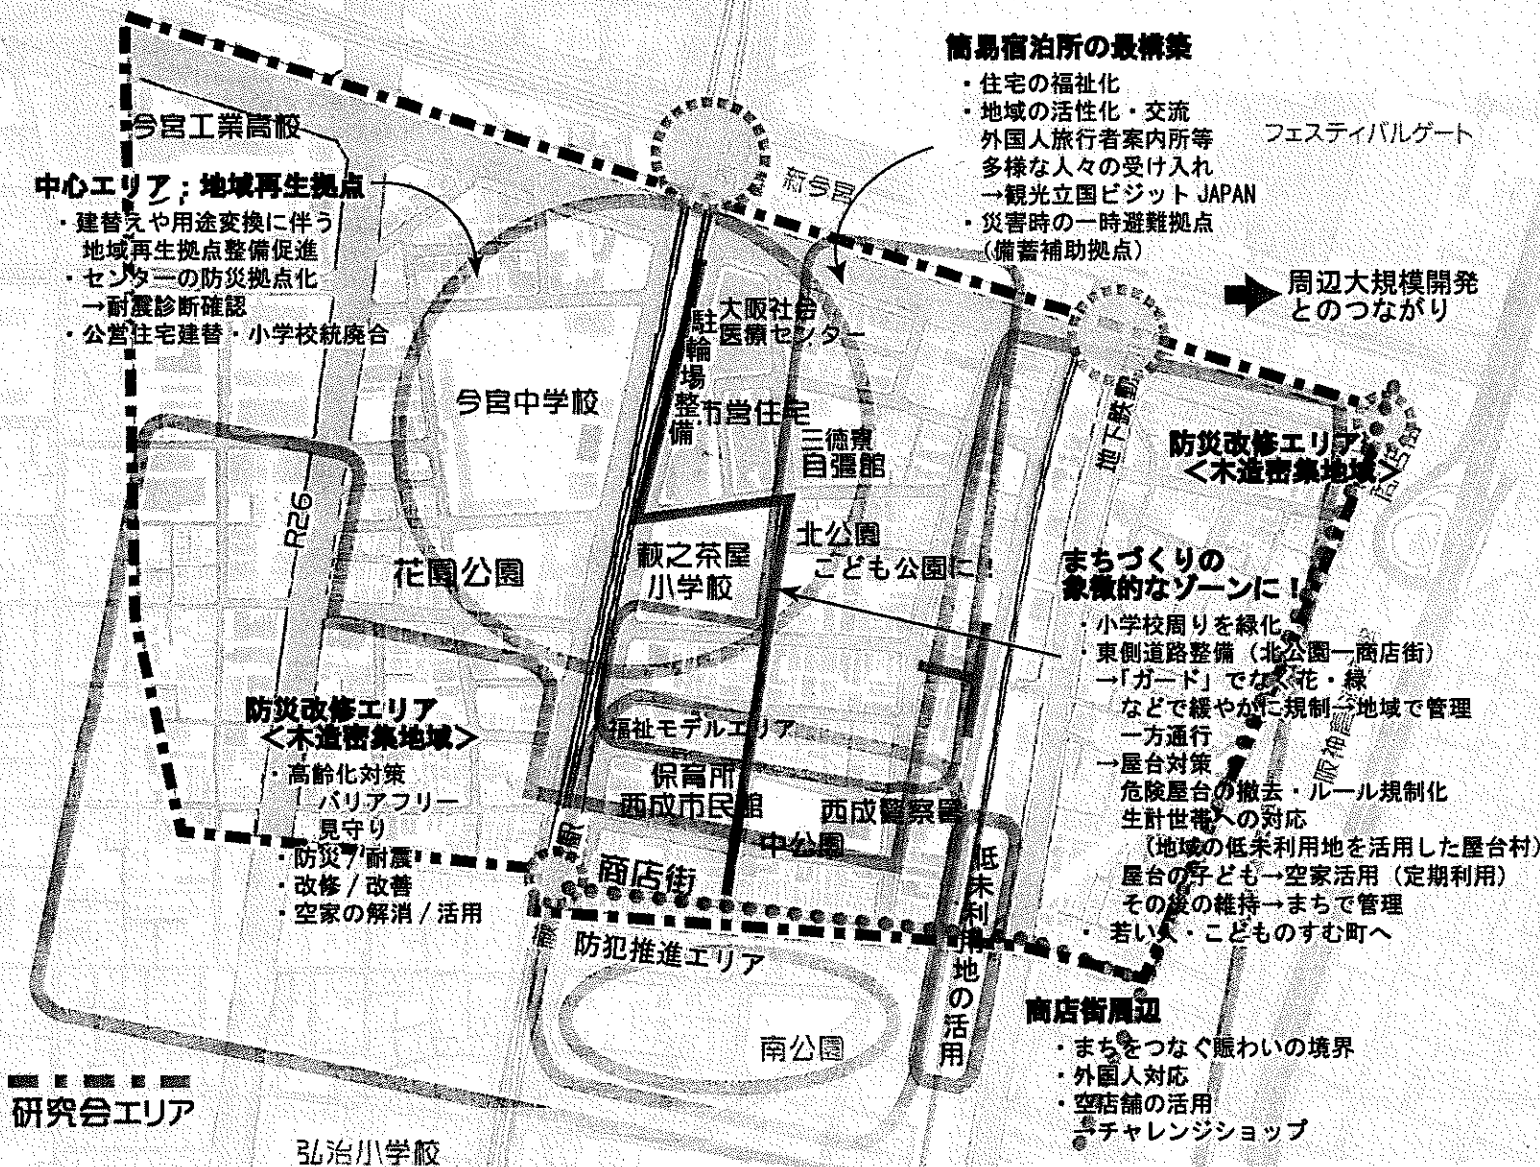 簡易宿泊所の最構築
・住宅の福祉化
・地域の活性化・交流
外国人旅行者案内所等
多様な人々の受け入れ
→観光立国ビジット JAPAN
・災害時の一時避難拠点
(備蓄補助拠点)
フェスティバルゲート
今宮工業高校
新今宮
中心エリア；地域再生拠点
・建替えや用途変換に伴う
地域再生拠点整備促進
・センターの防災拠点化
→耐震診断確認
・公営住宅建替・小学校統廃合
周辺大規模開発
とのつながり
大阪社会
医療センター
駐輪場整備
今宮中学校
市営住宅
三徳寮
自彊館
地下鉄動
防災改修エリア
＜木造密集地域＞
R26
花園公園
萩之茶屋
小学校
北公園
こども公園に！
まちづくりの
象徴的なゾーンに！
・小学校周りを緑化
・東側道路整備（北公園ー商店街）
→「ガード」でなく花・緑
などで緩やかに規制→地域で管理
一方通行
→屋台対策
危険屋台の撤去・ルール規制化
生計世帯への対応
（地域の低未利用地を活用した屋台村）
屋台の子ども→空家活用（定期利用）
その後の維持→まちで管理
・若い人・こどものすむ町へ
防災改修エリア
＜木造密集地域＞
・高齢化対策
バリアフリー
見守り
・防災/耐震
・改修/改善
・空家の解消/活用
福祉モデルエリア
保育所
西成市民館
西成警察署
中公園
駅
商店街
防犯推進エリア
低未利用地の活用
南公園
商店街周辺
・まちをつなぐ賑わいの境界
・外国人対応
・空店舗の活用
→チャレンジショップ
研究会エリア
弘治小学校